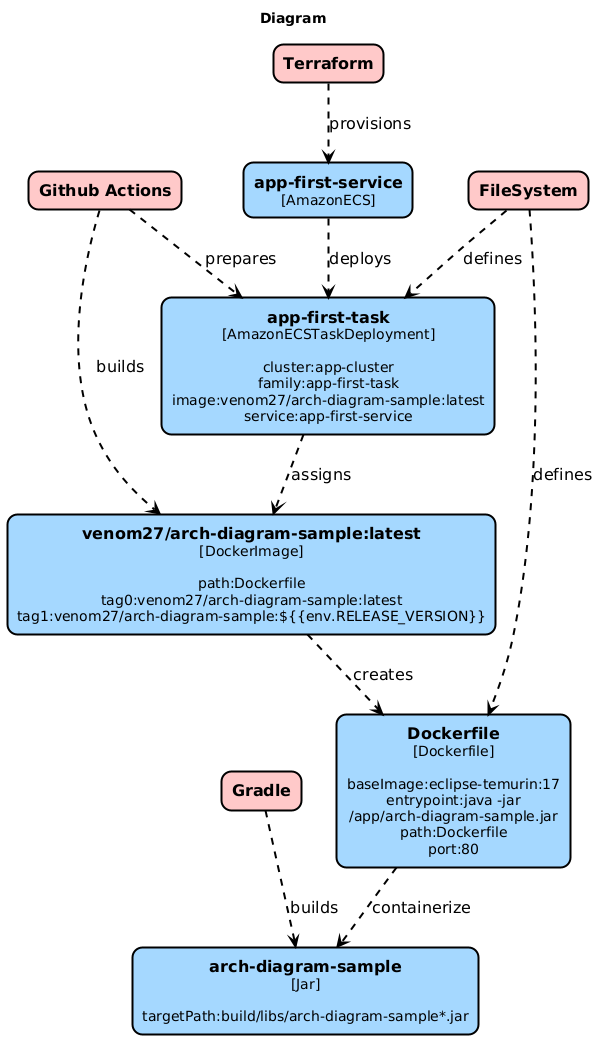 Diagram
Terraform
provisions
Github Actions
app-first-service
[AmazonECS]
FileSystem
prepares
deploys
defines
app-first-task
[AmazonECSTaskDeployment]
cluster:app-cluster
family:app-first-task
image:venom27/arch-diagram-sample:latest
service:app-first-service
builds
assigns
defines
venom27/arch-diagram-sample:latest
[DockerImage]
path:Dockerfile
tag0:venom27/arch-diagram-sample:latest
tag1:venom27/arch-diagram-sample:${{env.RELEASE_VERSION}}
creates
Dockerfile
[Dockerfile]
baseImage:eclipse-temurin:17
entrypoint:java -jar
/app/arch-diagram-sample.jar
path:Dockerfile
port:80
Gradle
builds
containerize
arch-diagram-sample
[Jar]
targetPath:build/libs/arch-diagram-sample*.jar